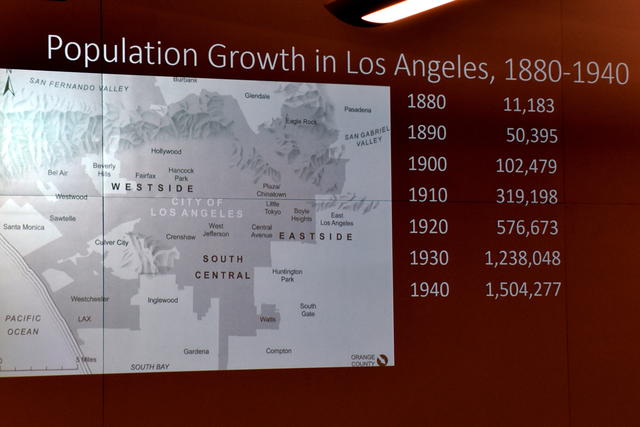 Population Growth in Los Angeles, 1880-1940
1880 11,183
1890 50,395
1900 102,479
1910 319,198
1920 576,673
1930 1,238,048
1940 1,504,277
SAN FERNANDO VALLEY
Burbank
Glendale
Pasadena
Eagle Rock
SAN GABRIEL
VALLEY
Hollywood
Bel Air
Beverly
Hills
Fairfax
Hancock
Park
WESTSIDE
Westwood
CITY OF
LOS ANGELES
Plaza/
Chinatown
Little
Tokyo
Boyle
Heights
East
Los Angeles
Sawtelle
Santa Monica
Culver City
Crenshaw
West
Jefferson
Central
Avenue
EASTSIDE
SOUTH
CENTRAL
Huntington
Park
Westchester
Inglewood
LAX
Watts
South
Gate
PACIFIC
OCEAN
5 Miles
Gardena
Compton
SOUTH BAY
ORANGE
COUNTY